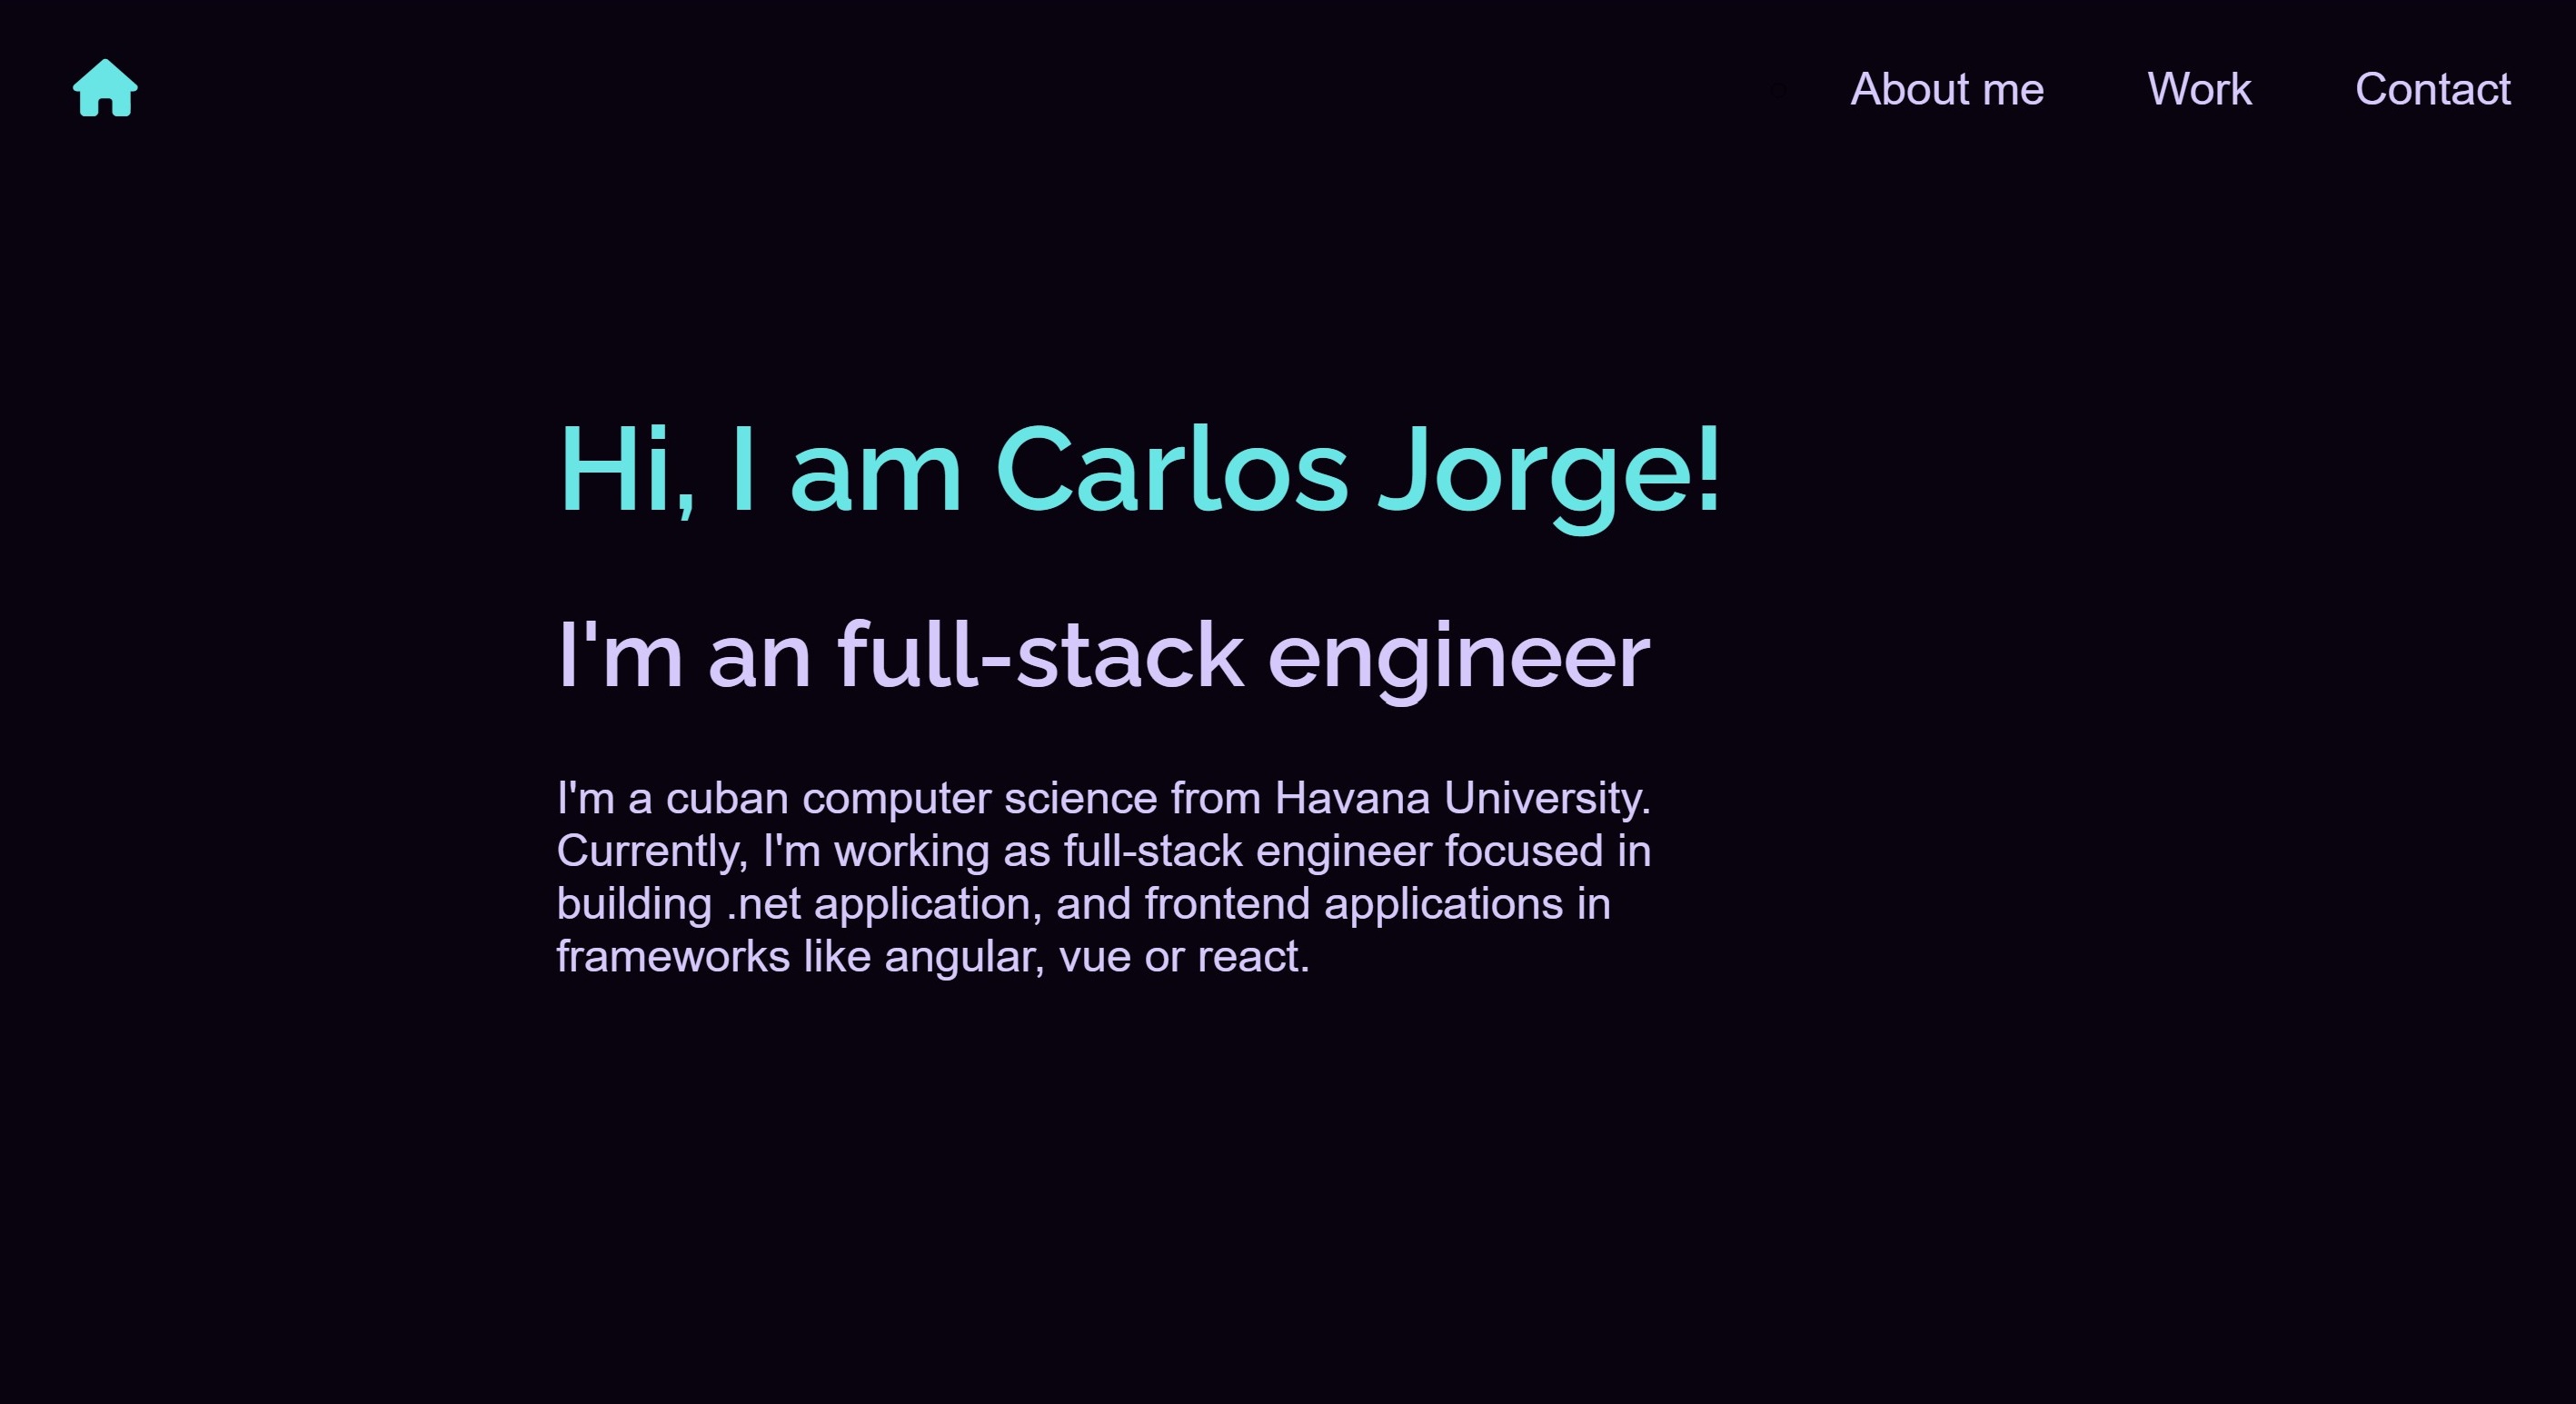 About me Work Contact
Hi, I am Carlos Jorge!
I'm an full-stack engineer
I'm a cuban computer science from Havana University.
Currently, I'm working as full-stack engineer focused in
building .net application, and frontend applications in
frameworks like angular, vue or react.